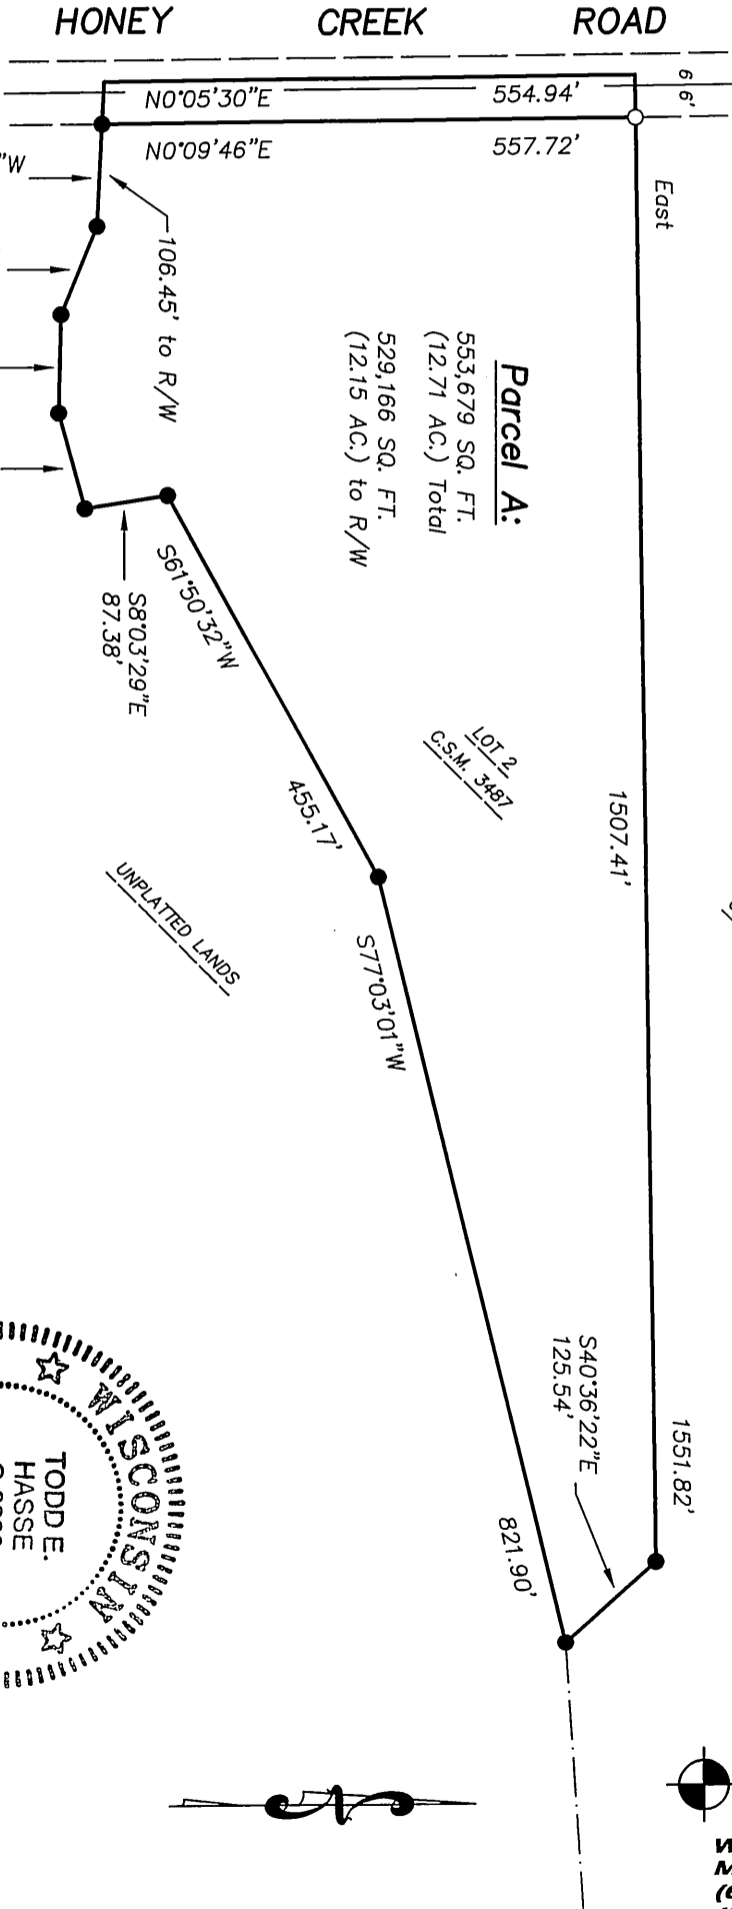 HONEY CREEK ROAD
N0°05'30"E 554.94'
6'
6'
N0°09'46"E 557.72'
"W
East
106.45' to R/W
Parcel A:
553,679 SQ. FT.
(12.71 AC.) Total
529,166 SQ. FT.
(12.15 AC.) to R/W
S8°03'29"E
87.38'
S61°50'32"W
455.17'
LOT 2
C.S.M. 3487
1507.41'
UNPLATTED LANDS
S77°03'01"W
821.90'
S40°36'22"E
125.54'
1551.82'
WISCONSIN
TODD E.
HASSE